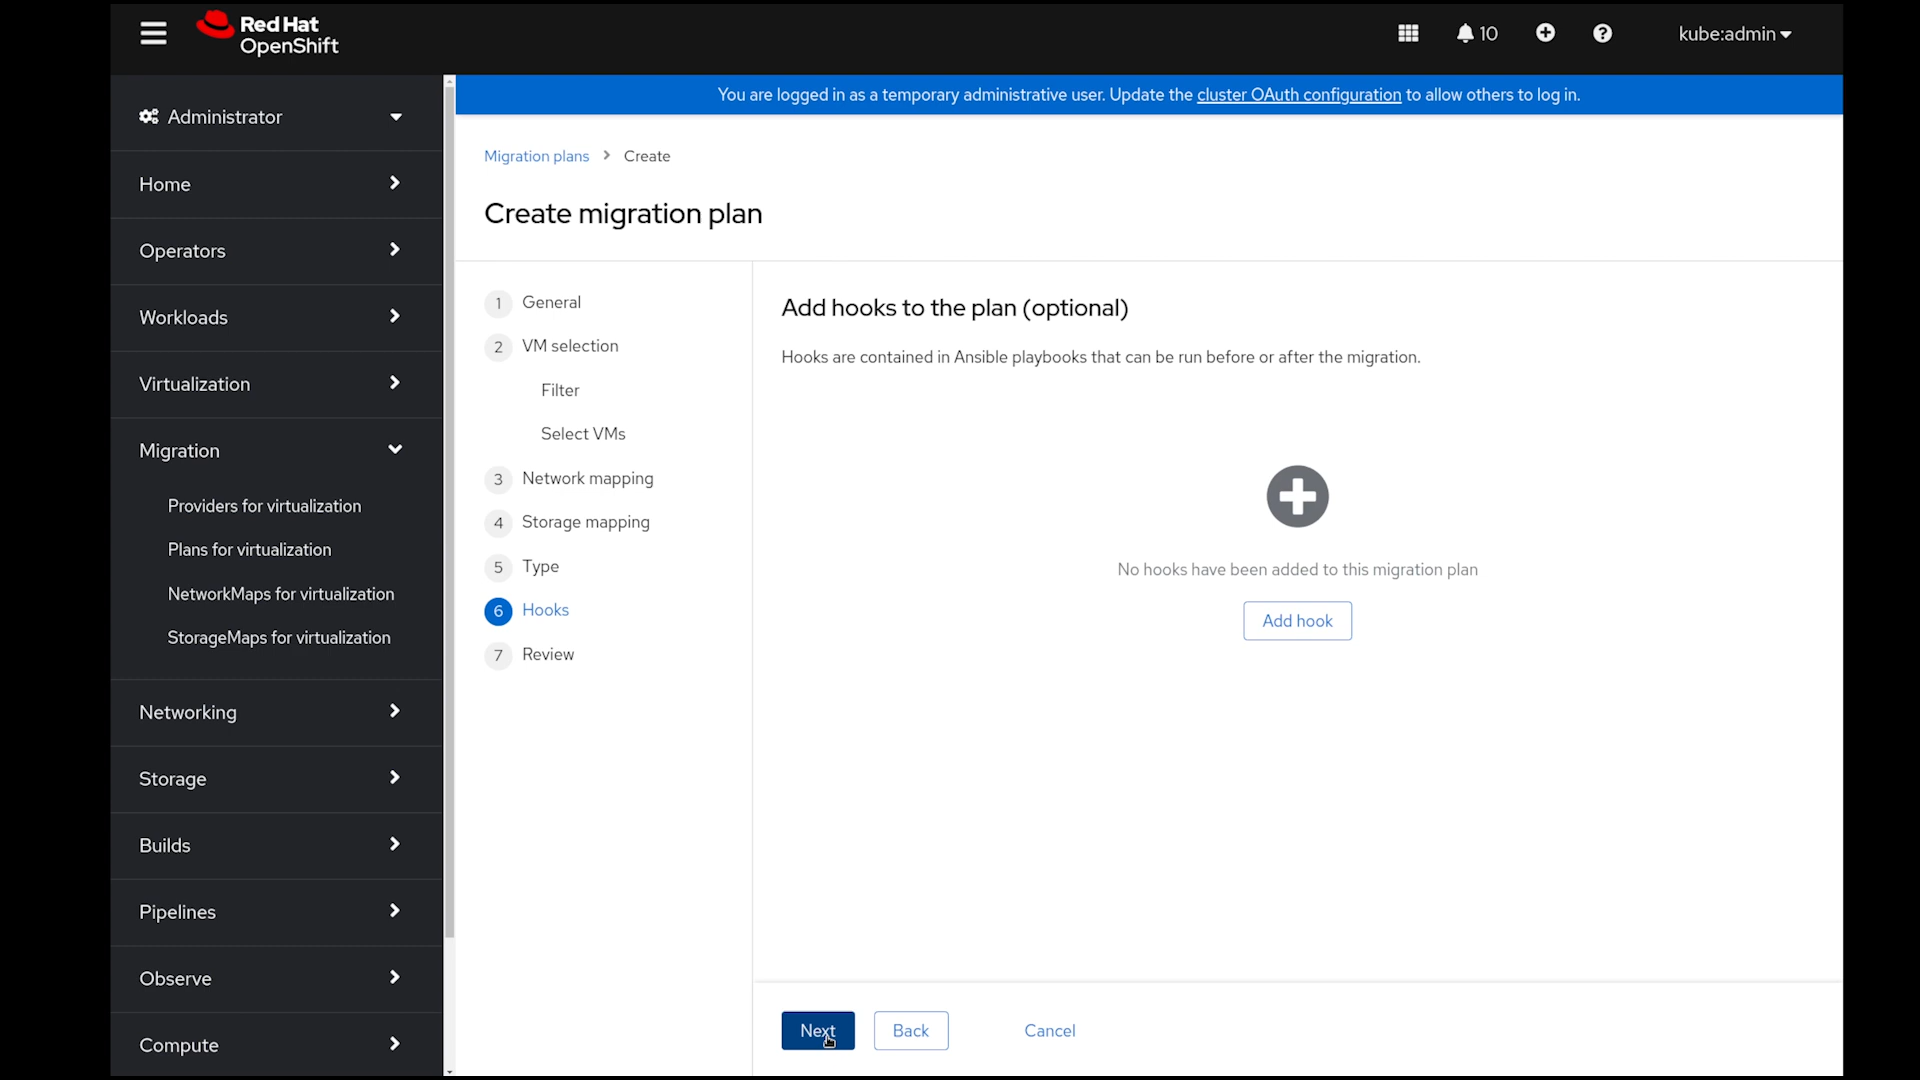 Red Hat
OpenShift
10
kube:admin
Administrator
Home
Operators
Workloads
Virtualization
Migration
Providers for virtualization
Plans for virtualization
NetworkMaps for virtualization
StorageMaps for virtualization
Networking
Storage
Builds
Pipelines
Observe
Compute
You are logged in as a temporary administrative user. Update the cluster OAuth configuration to allow others to log in.
Migration plans > Create
Create migration plan
1 General
2 VM selection
Filter
Select VMs
3 Network mapping
4 Storage mapping
5 Type
6 Hooks
7 Review
Add hooks to the plan (optional)
Hooks are contained in Ansible playbooks that can be run before or after the migration.
No hooks have been added to this migration plan
Add hook
Next Back Cancel